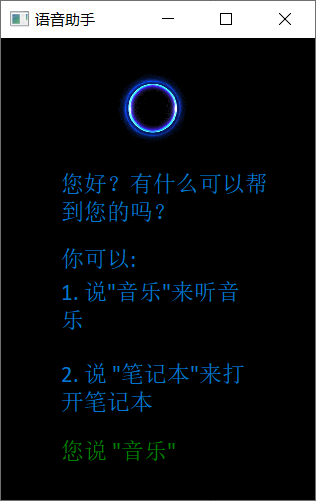 语音助手
您好？有什么可以帮
到您的吗？
你可以:
1. 说"音乐"来听音
乐
2. 说 "笔记本"来打
开笔记本
您说 "音乐"